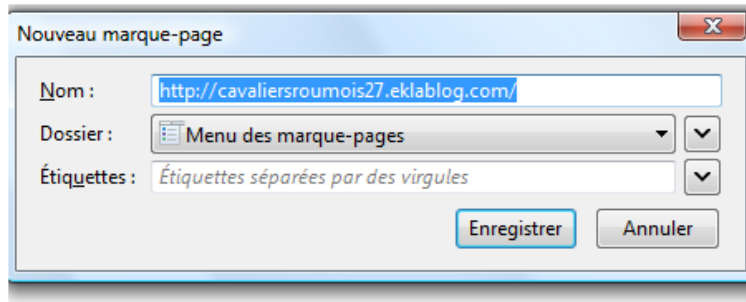 Nouveau marque-page
Nom : http://cavaliersroumois27.eklablog.com/
Dossier : Menu des marque-pages
Étiquettes : Étiquettes séparées par des virgules
Enregistrer Annuler